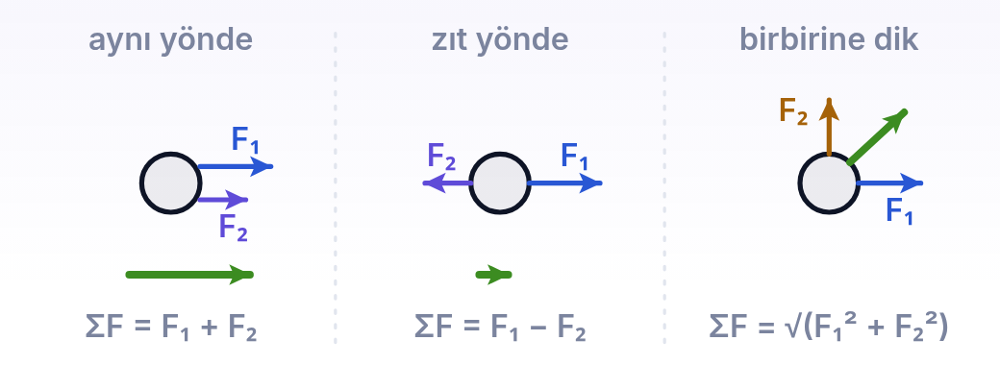 aynı yönde
F₁
F₂
ΣF = F₁ + F₂
zıt yönde
F₂
F₁
ΣF = F₁ − F₂
birbirine dik
F₂
F₁
ΣF = √(F₁² + F₂²)